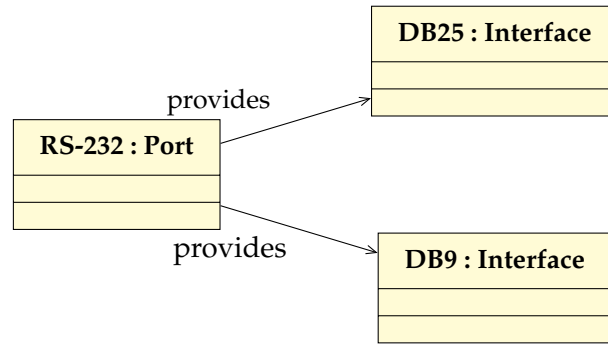 DB25 : Interface
provides
RS-232 : Port
provides
DB9 : Interface